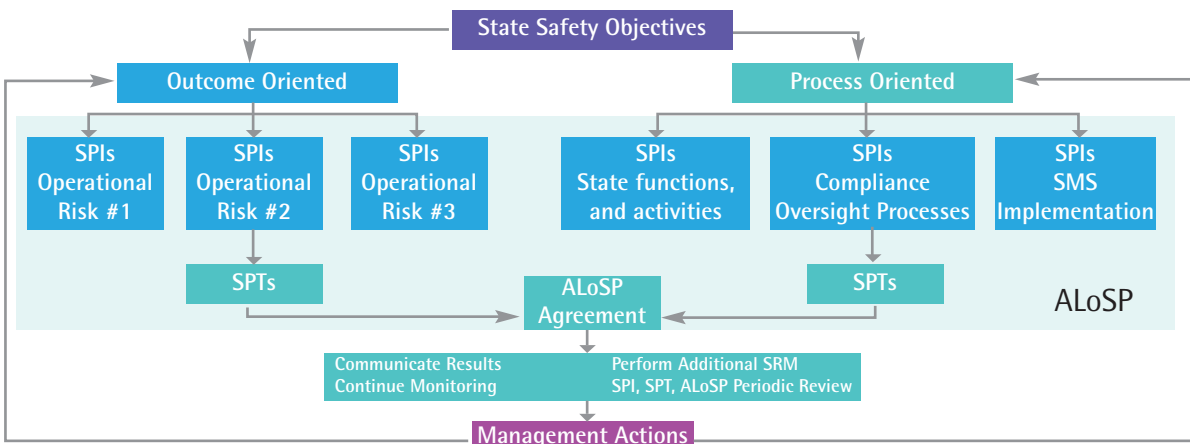 State Safety Objectives
Outcome Oriented
Process Oriented
SPIs
Operational
Risk #1
SPIs
Operational
Risk #2
SPIs
Operational
Risk #3
SPIs
State functions,
and activities
SPIs
Compliance
Oversight Processes
SPIs
SMS
Implementation
SPTs
ALoSP
Agreement
SPTs
ALoSP
Communicate Results
Continue Monitoring
Perform Additional SRM
SPI, SPT, ALoSP Periodic Review
Management Actions